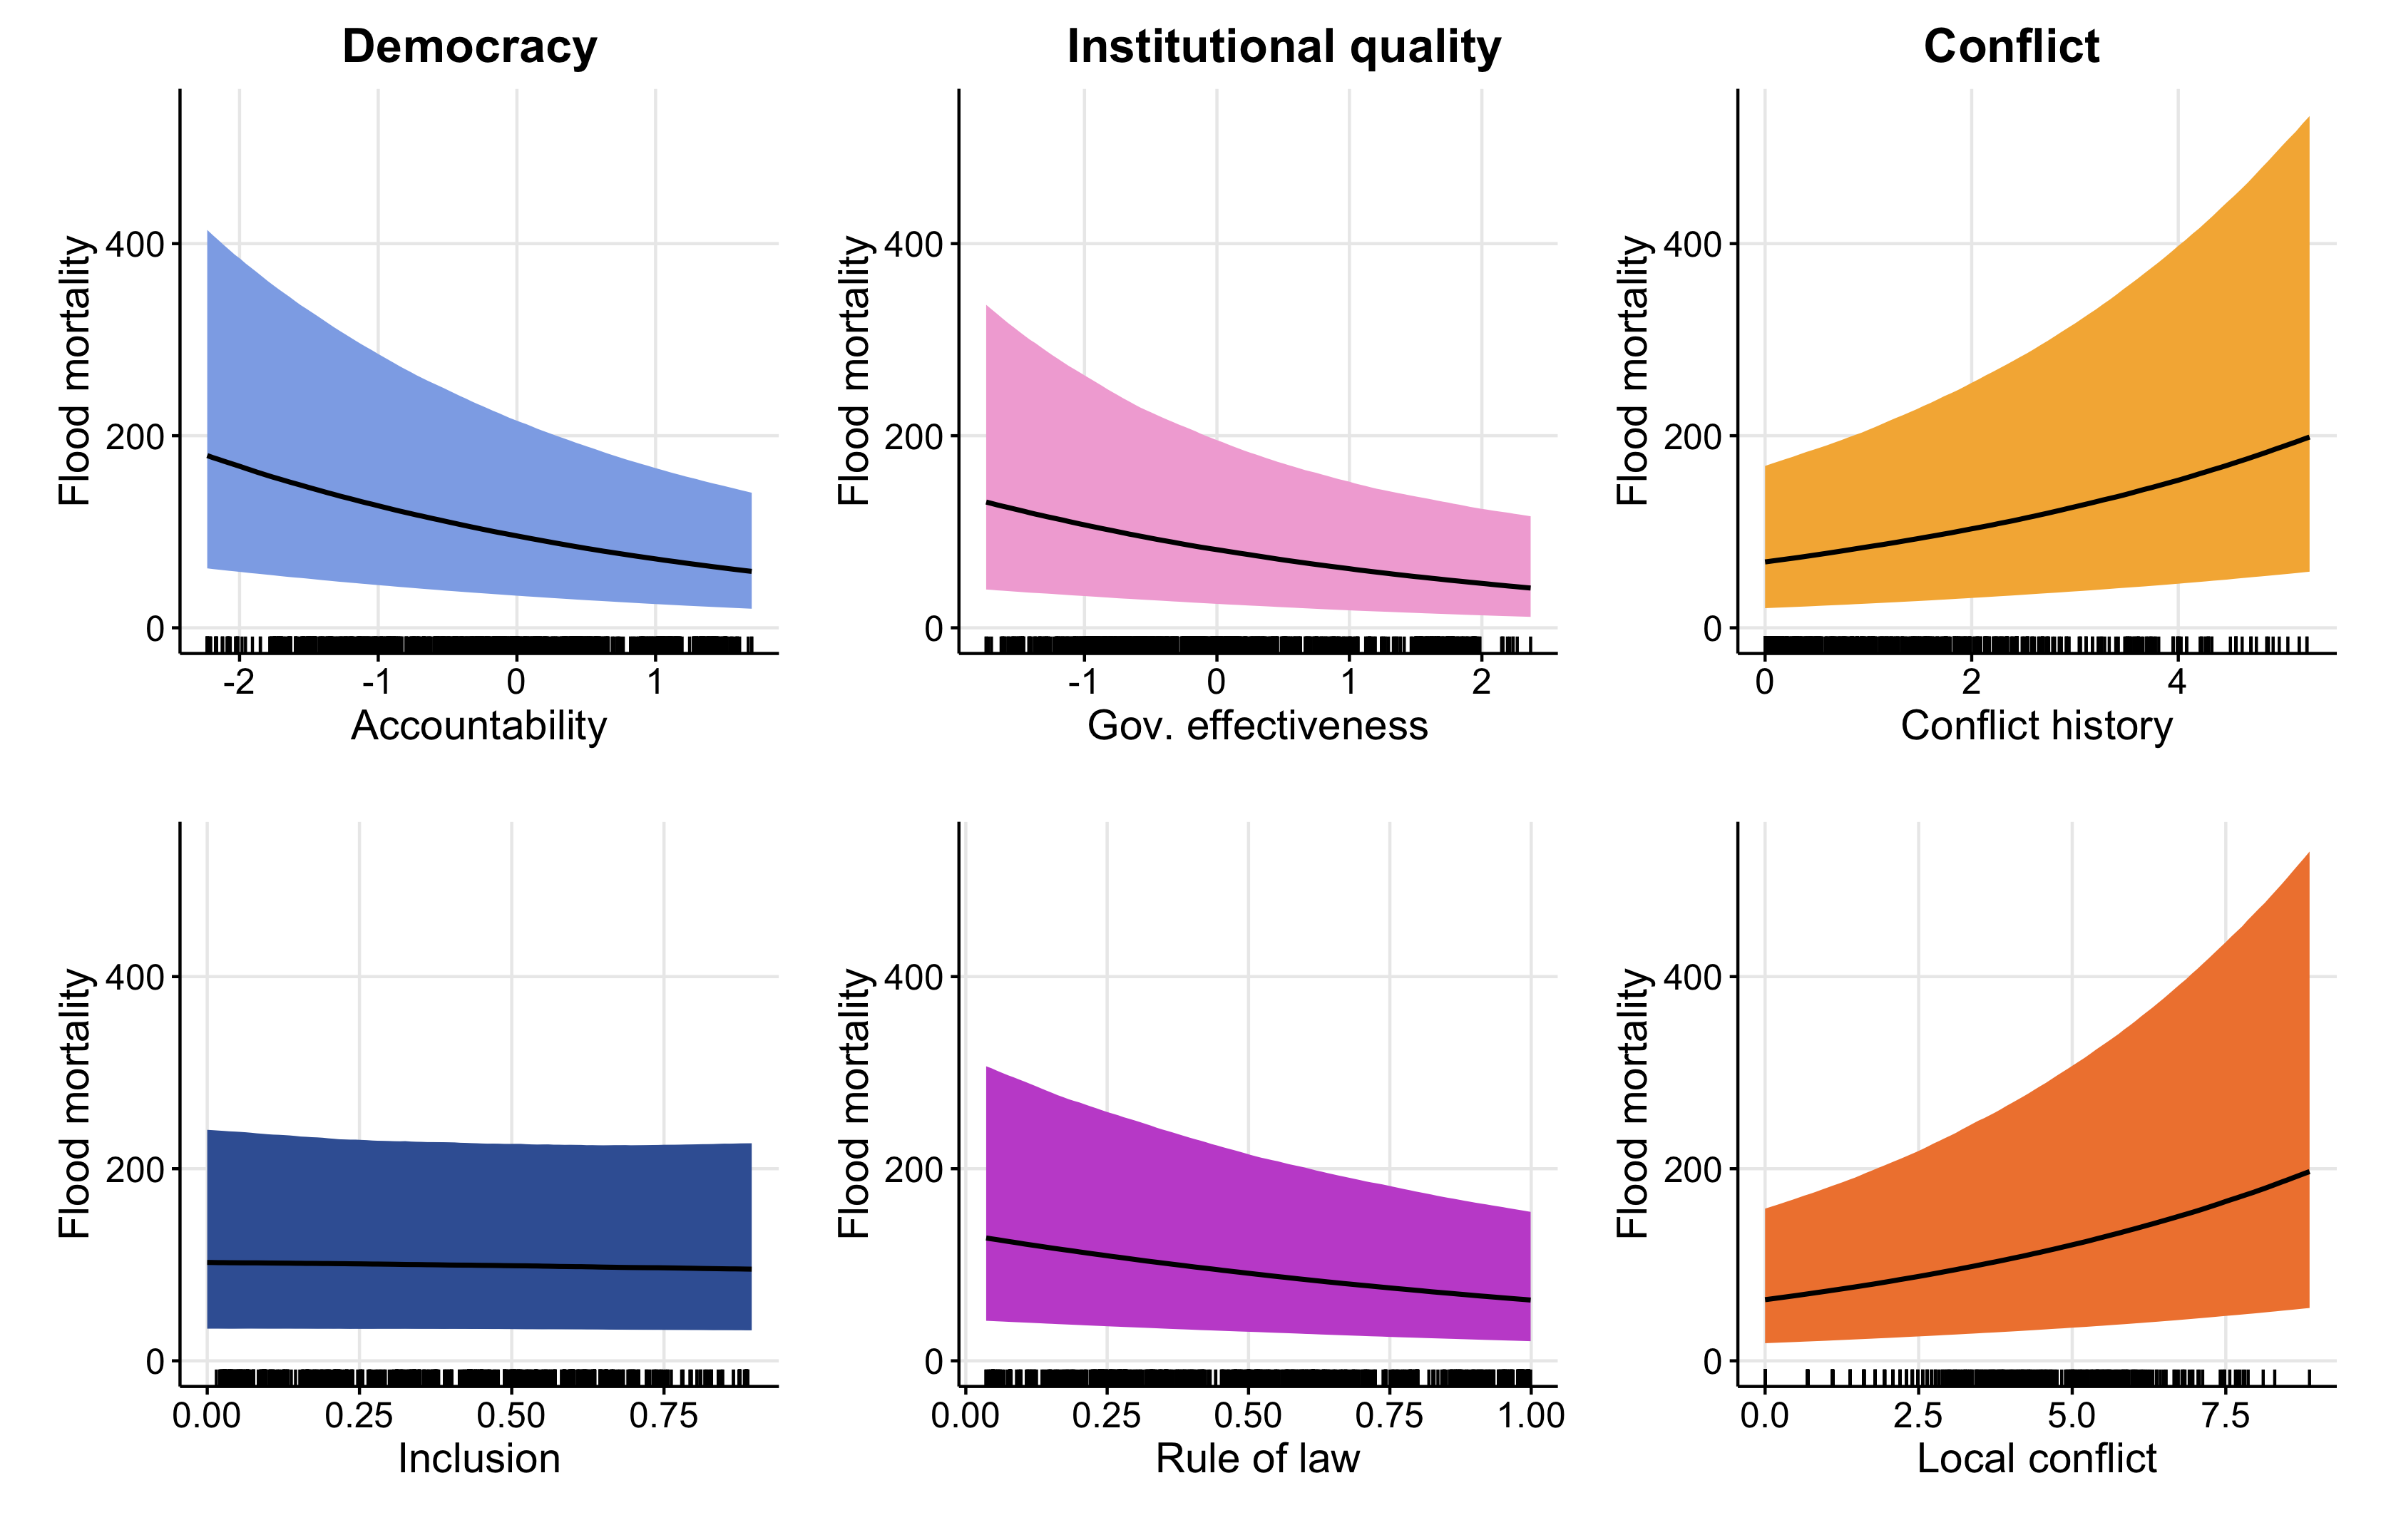 Democracy
Institutional quality
Conflict
Flood mortality
400
200
0
-2 -1 0 1
Accountability
Flood mortality
400
200
0
-1 0 1 2
Gov. effectiveness
Flood mortality
400
200
0
0 2 4
Conflict history
Flood mortality
400
200
0
0.00 0.25 0.50 0.75
Inclusion
Flood mortality
400
200
0
0.00 0.25 0.50 0.75 1.00
Rule of law
Flood mortality
400
200
0
0.0 2.5 5.0 7.5
Local conflict